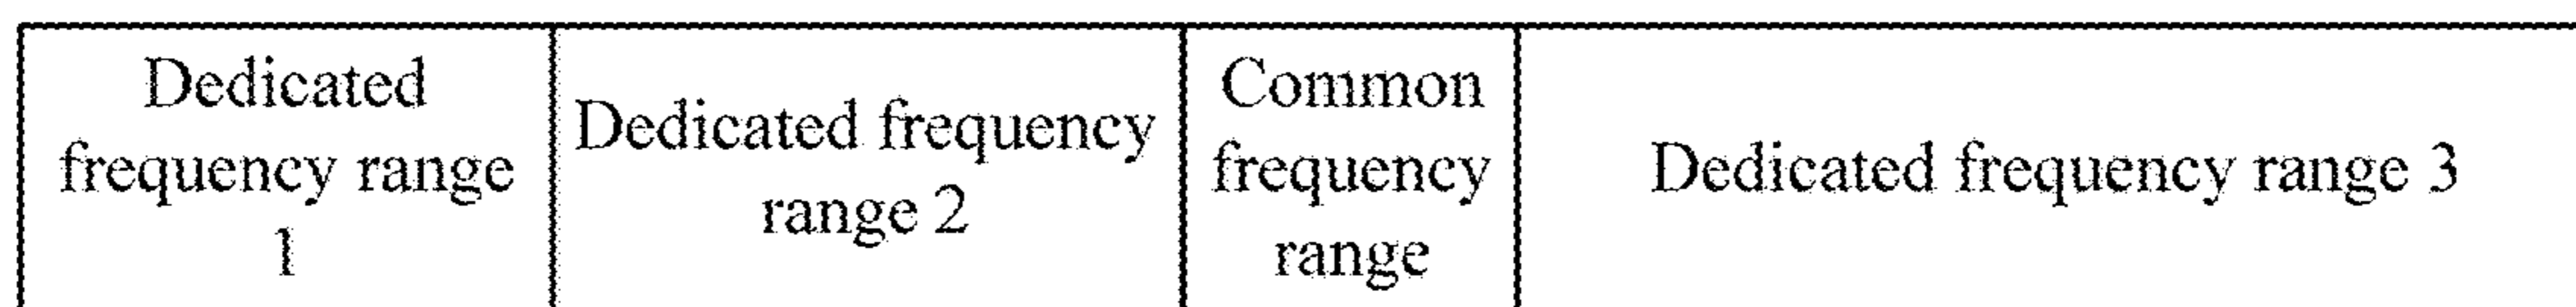 Dedicated
frequency range
1
Dedicated frequency
range 2
Common
frequency
range
Dedicated frequency range 3